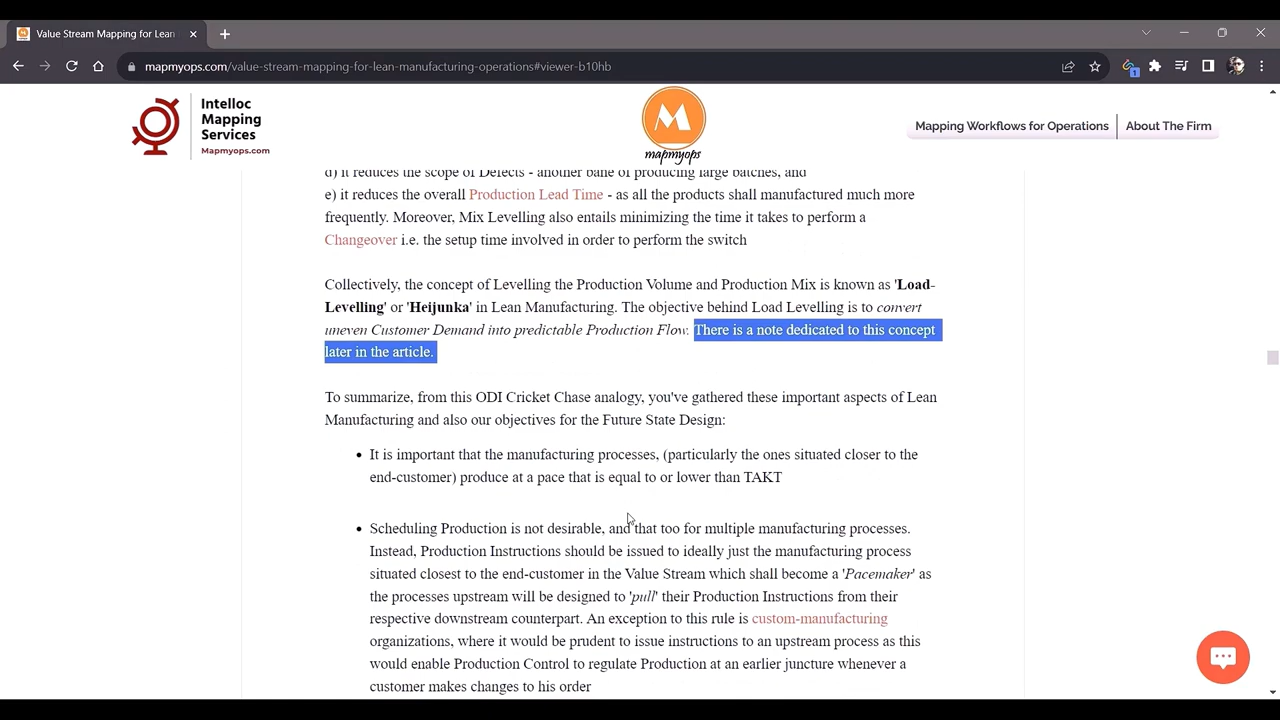 Value Stream Mapping for Lean
mapmyops.com/value-stream-mapping-for-lean-manufacturing-operations#viewer-b10hb
1
Intelloc
Mapping
Services
Mapmyops.com
M
mapmyops
Mapping Workflows for Operations
About The Firm
d) it reduces the scope of Defects - another bane of producing large batches, and
e) it reduces the overall Production Lead Time - as all the products shall manufactured much more
frequently. Moreover, Mix Levelling also entails minimizing the time it takes to perform a
Changeover i.e. the setup time involved in order to perform the switch
Collectively, the concept of Levelling the Production Volume and Production Mix is known as 'Load-
Levelling' or 'Heijunka' in Lean Manufacturing. The objective behind Load Levelling is to convert
uneven Customer Demand into predictable Production Flow. There is a note dedicated to this concept
later in the article.
To summarize, from this ODI Cricket Chase analogy, you've gathered these important aspects of Lean
Manufacturing and also our objectives for the Future State Design:
• It is important that the manufacturing processes, (particularly the ones situated closer to the
end-customer) produce at a pace that is equal to or lower than TAKT
• Scheduling Production is not desirable, and that too for multiple manufacturing processes.
Instead, Production Instructions should be issued to ideally just the manufacturing process
situated closest to the end-customer in the Value Stream which shall become a 'Pacemaker' as
the processes upstream will be designed to 'pull' their Production Instructions from their
respective downstream counterpart. An exception to this rule is custom-manufacturing
organizations, where it would be prudent to issue instructions to an upstream process as this
would enable Production Control to regulate Production at an earlier juncture whenever a
customer makes changes to his order